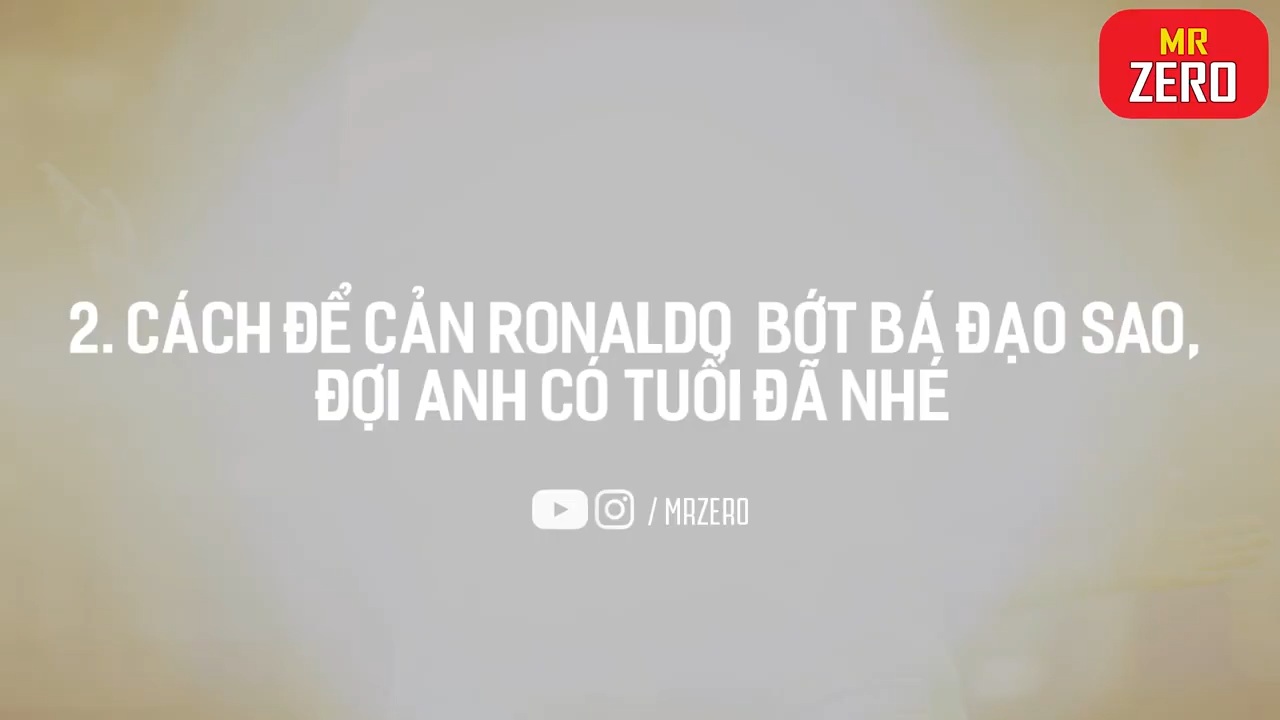 MR
ZERO
2. CÁCH ĐỂ CẢN RONALDO BỚT BÁ ĐẠO SAO,
ĐỢI ANH CÓ TUỔI ĐÃ NHÉ
/ MRZERO